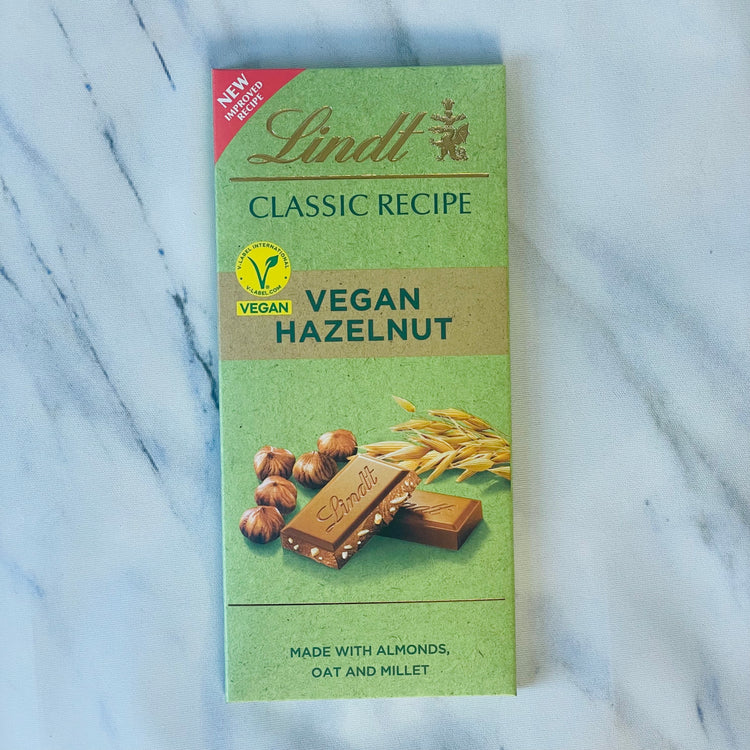 NEW
IMPROVED
RECIPE
Lindt
CLASSIC RECIPE
V-LABEL INTERNATIONAL
V-LABEL.COM
VEGAN
VEGAN
HAZELNUT
Lindt
Lindt
MADE WITH ALMONDS,
OAT AND MILLET